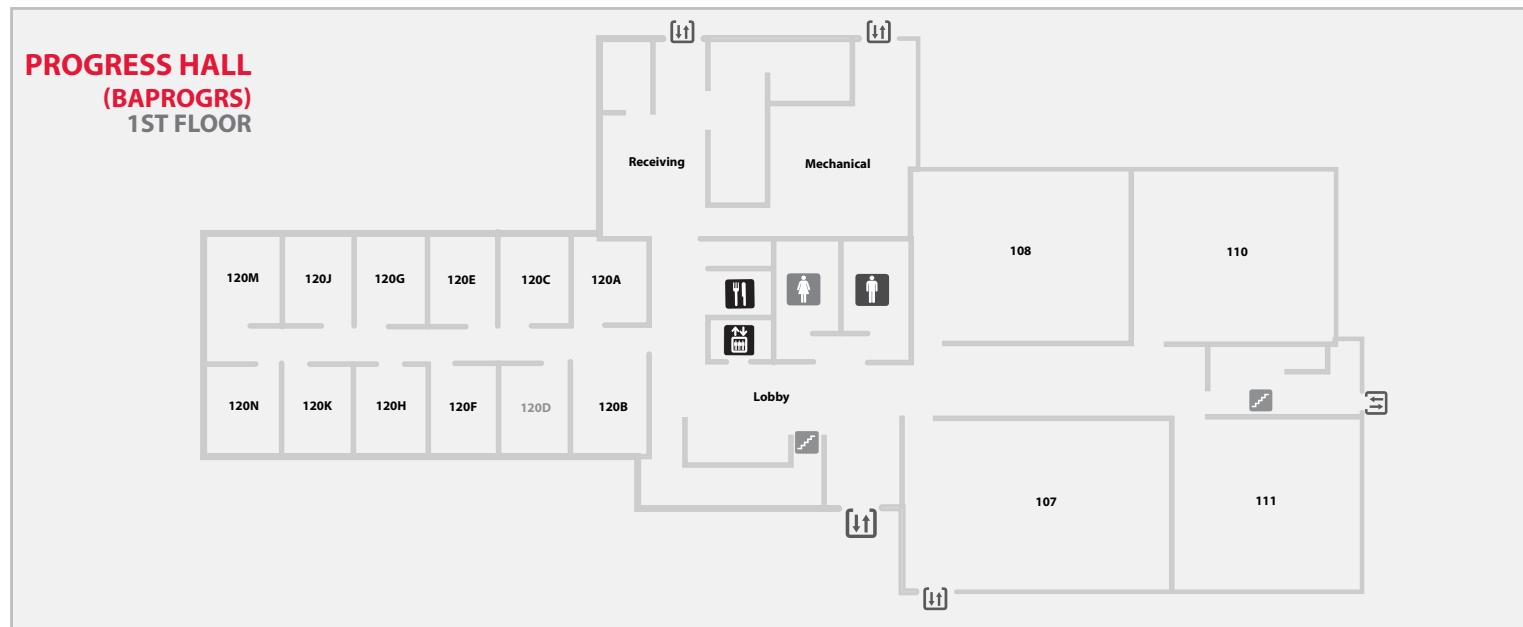 PROGRESS HALL
(BAPROGRS)
1ST FLOOR
Receiving
Mechanical
108
110
120M
120J
120G
120E
120C
120A
Lobby
120N
120K
120H
120F
120D
120B
107
111